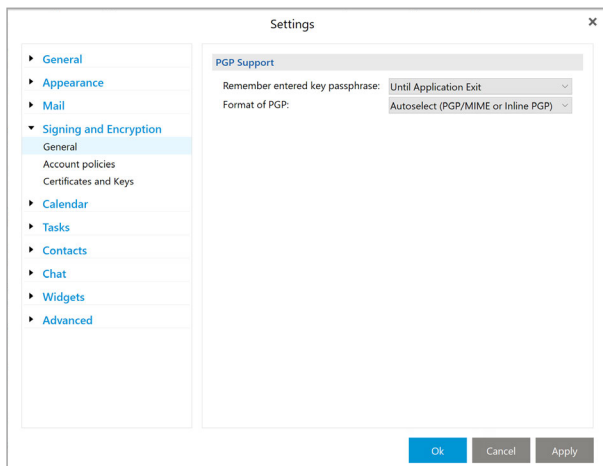 Settings
General
Appearance
Mail
Signing and Encryption
General
Account policies
Certificates and Keys
Calendar
Tasks
Contacts
Chat
Widgets
Advanced
PGP Support
Remember entered key passphrase: Until Application Exit
Format of PGP: Autoselect (PGP/MIME or Inline PGP)
Ok Cancel Apply